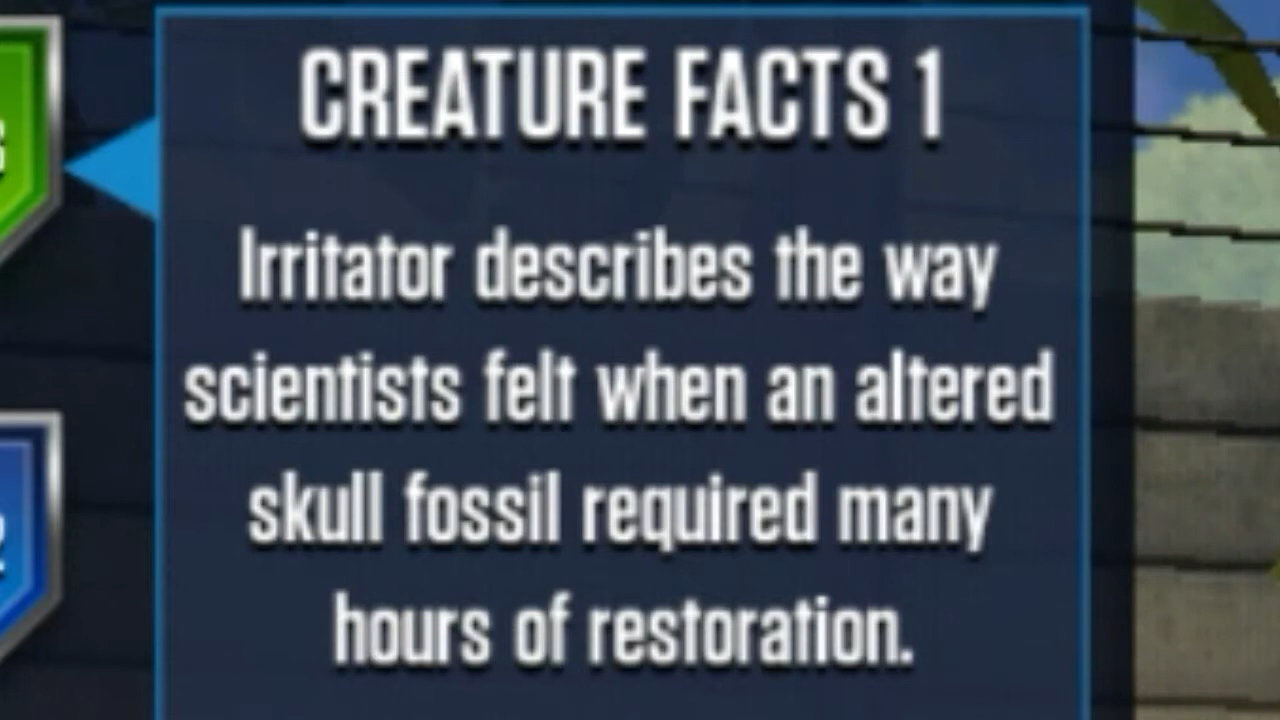 CREATURE FACTS 1
Irritator describes the way
scientists felt when an altered
skull fossil required many
hours of restoration.